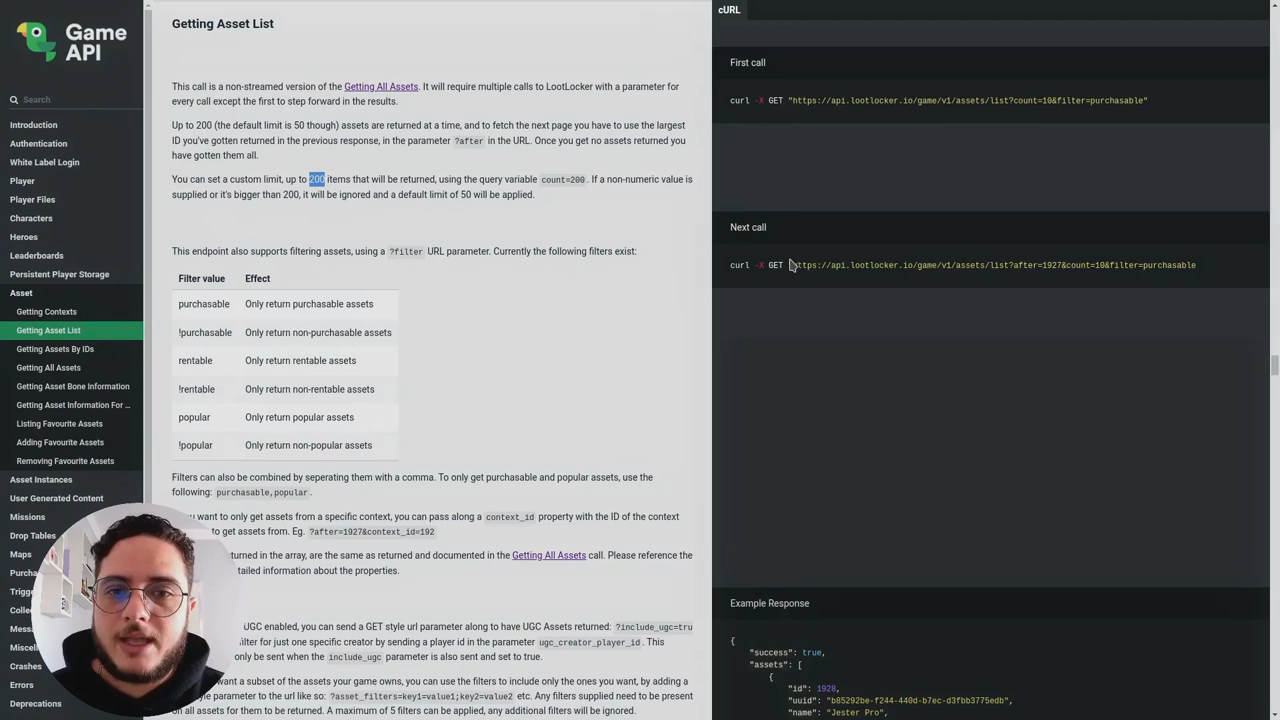 Game
API
Search
Introduction
Authentication
White Label Login
Player
Player Files
Characters
Heroes
Leaderboards
Persistent Player Storage
Asset
Getting Contexts
Getting Asset List
Getting Assets By IDs
Getting All Assets
Getting Asset Bone Information
Getting Asset Information For ...
Listing Favourite Assets
Adding Favourite Assets
Removing Favourite Assets
Asset Instances
User Generated Content
Missions
Drop Tables
Maps
Purcha
Trigg
Collec
Messa
Miscell
Crashes
Errors
Deprecations
Getting Asset List
This call is a non-streamed version of the Getting All Assets. It will require multiple calls to LootLocker with a parameter for
every call except the first to step forward in the results.
Up to 200 (the default limit is 50 though) assets are returned at a time, and to fetch the next page you have to use the largest
ID you've gotten returned in the previous response, in the parameter ?after in the URL. Once you get no assets returned you
have gotten them all.
You can set a custom limit, up to 200 items that will be returned, using the query variable count=200. If a non-numeric value is
supplied or it's bigger than 200, it will be ignored and a default limit of 50 will be applied.
This endpoint also supports filtering assets, using a ?filter URL parameter. Currently the following filters exist:
Filter value Effect
purchasable Only return purchasable assets
!purchasable Only return non-purchasable assets
rentable Only return rentable assets
!rentable Only return non-rentable assets
popular Only return popular assets
!popular Only return non-popular assets
Filters can also be combined by seperating them with a comma. To only get purchasable and popular assets, use the
following: purchasable,popular.
you want to only get assets from a specific context, you can pass along a context_id property with the ID of the context
to get assets from. Eg. ?after=1927&context_id=192
turned in the array, are the same as returned and documented in the Getting All Assets call. Please reference the
tailed information about the properties.
UGC enabled, you can send a GET style url parameter along to have UGC Assets returned: ?include_ugc=tru
filter for just one specific creator by sending a player id in the parameter ugc_creator_player_id. This
only be sent when the include_ugc parameter is also sent and set to true.
want a subset of the assets your game owns, you can use the filters to include only the ones you want, by adding a
le parameter to the url like so: ?asset_filters=key1=value1;key2=value2 etc. Any filters supplied need to be present
on all assets for them to be returned. A maximum of 5 filters can be applied, any additional filters will be ignored.
cURL
First call
curl -X GET "https://api.lootlocker.io/game/v1/assets/list?count=10&filter=purchasable"
Next call
curl -X GET "https://api.lootlocker.io/game/v1/assets/list?after=1927&count=10&filter=purchasable
Example Response
{
"success": true,
"assets": [
{
"id": 1928,
"uuid": "b85292be-f244-440d-b7ec-d3fbb3775edb",
"name": "Jester Pro",